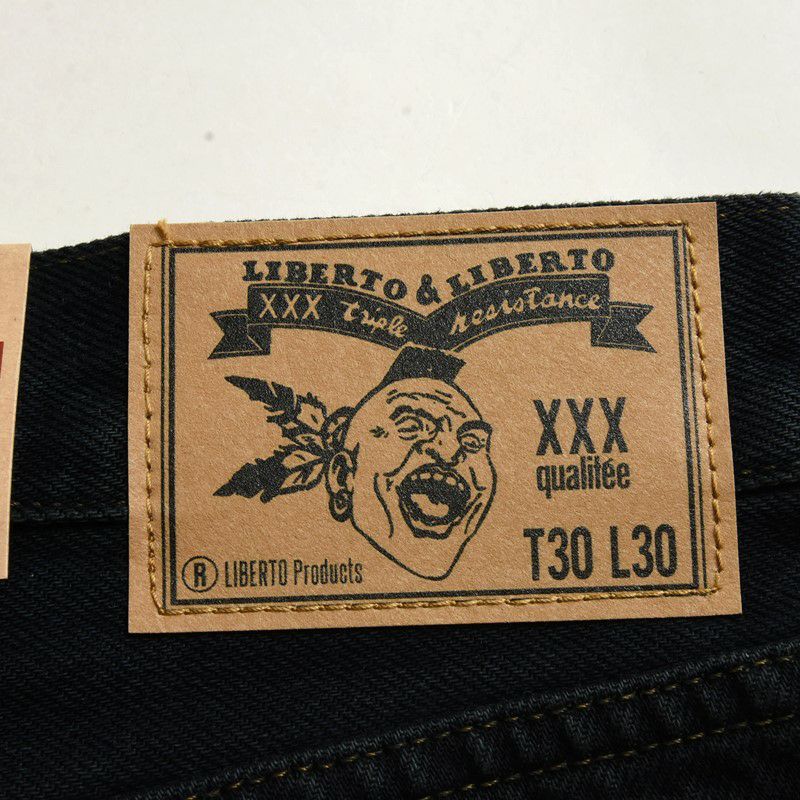 LIBERTO & LIBERTO
XXX triple resistance
XXX
qualitée
T30 L30
® LIBERTO Products